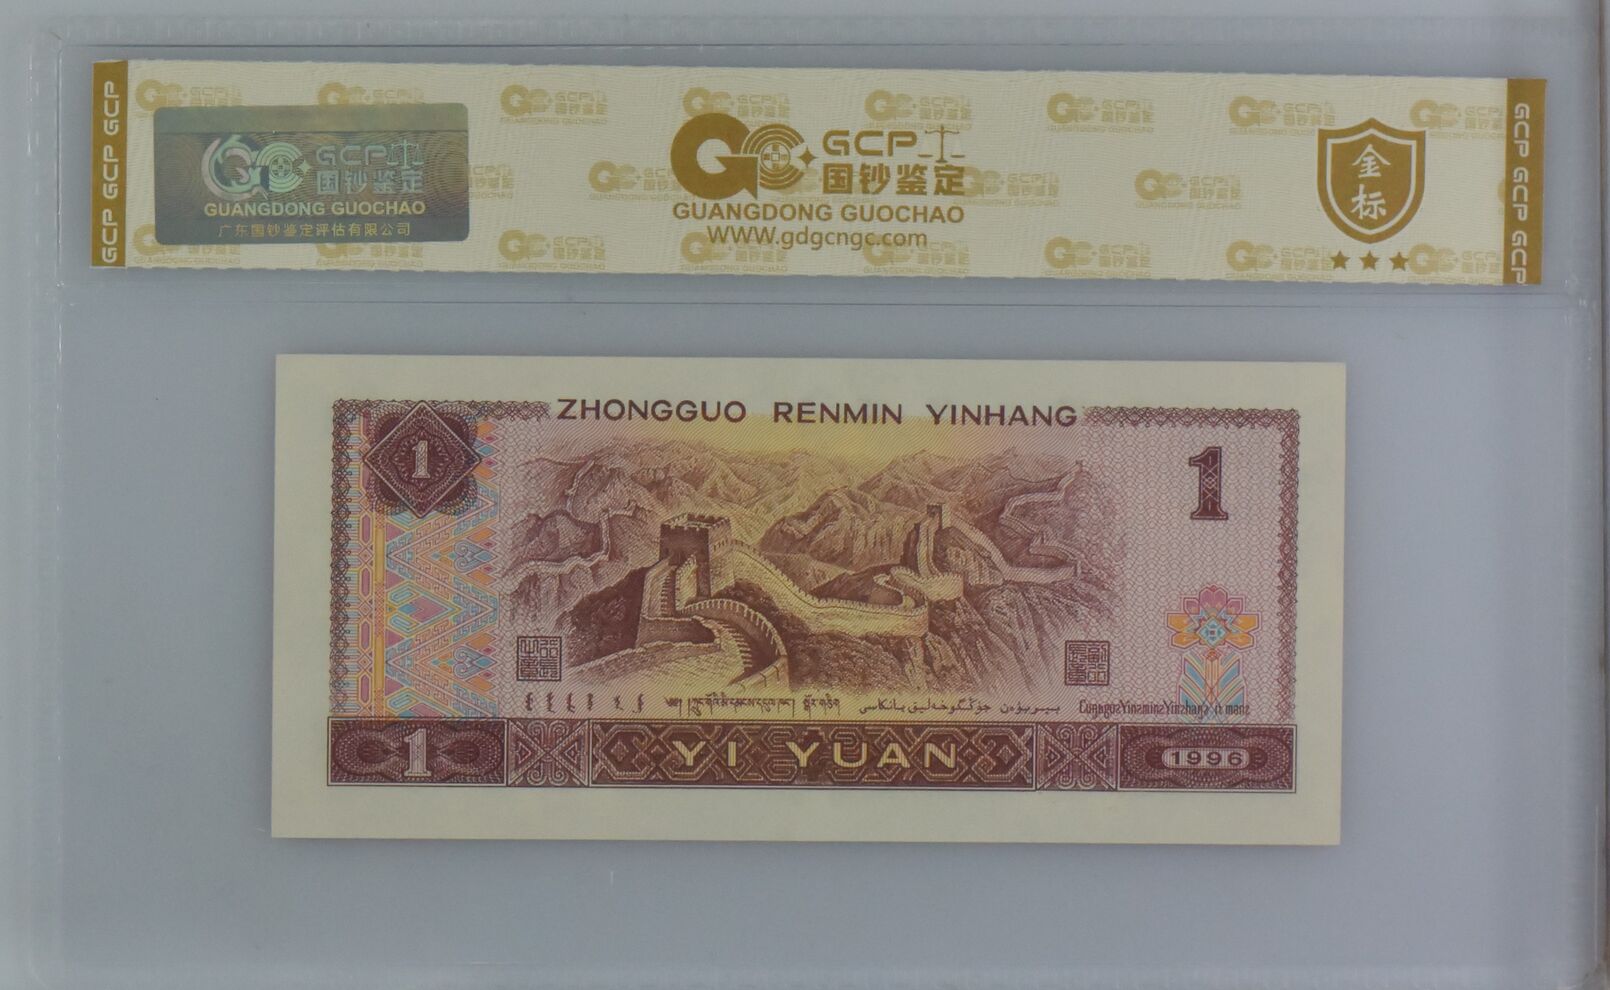 GCP GCP GCP
GCP
国钞鉴定
GUANGDONG GUOCHAO
广东国钞鉴定评估有限公司
GCP
国钞鉴定
GUANGDONG GUOCHAO
WWW.gdgcngc.com
金标
GCP GCP GCP
ZHONGGUO RENMIN YINHANG
1
1
1
YI YUAN
1996